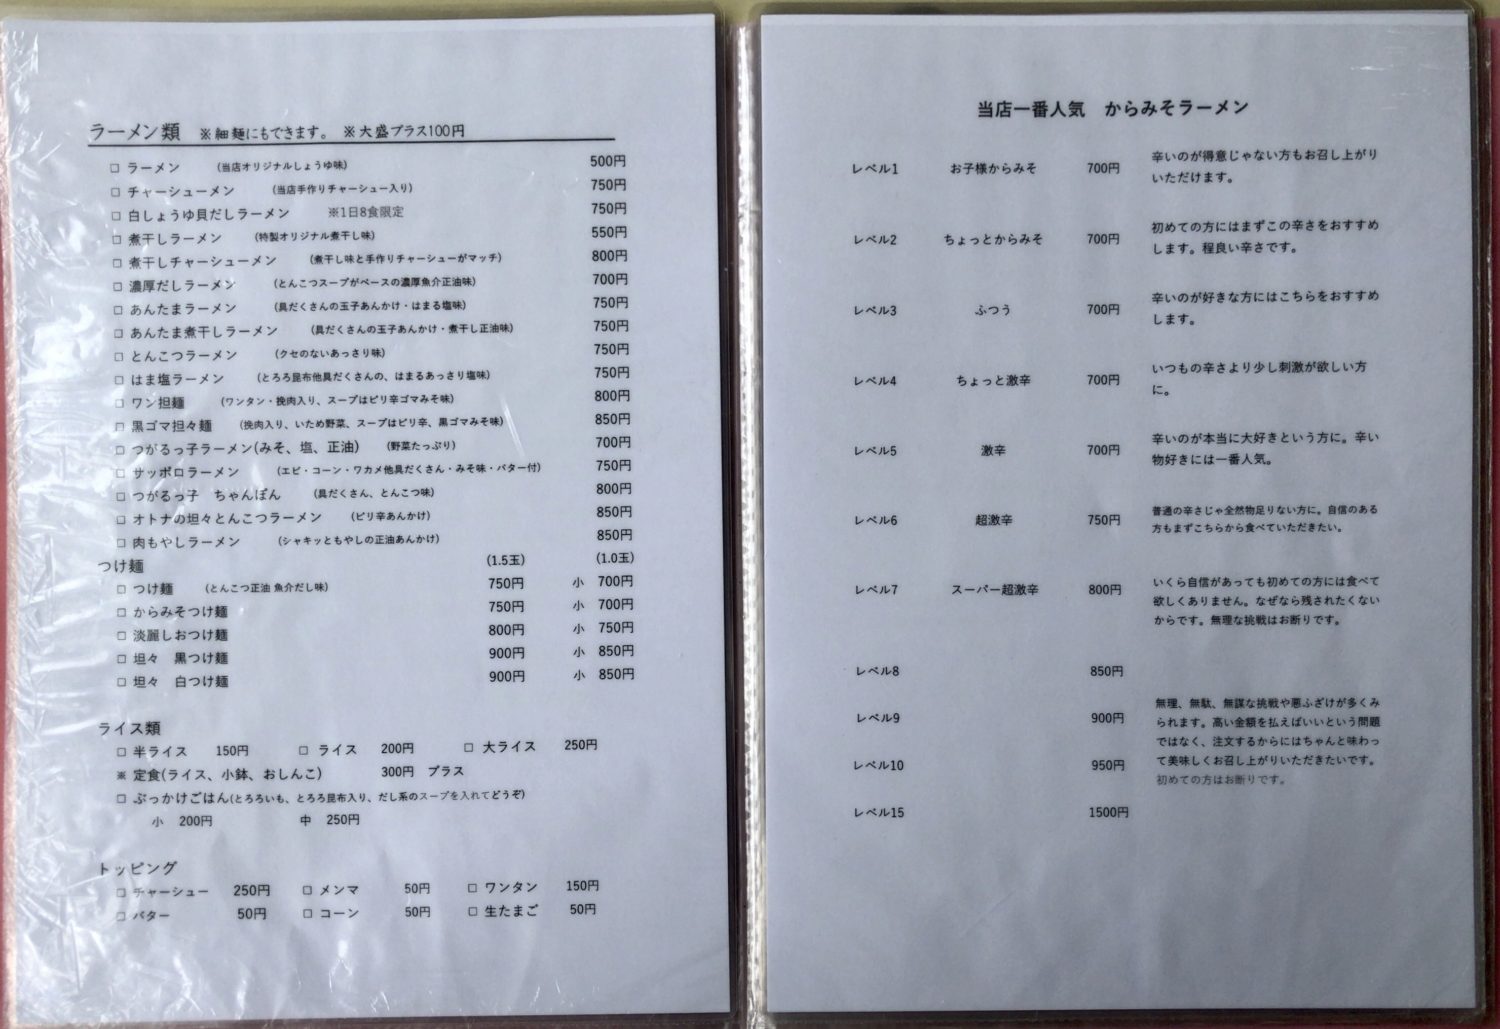 ラーメン類 ※細麺にもできます。 ※大盛プラス100円
□ ラーメン (当店オリジナルしょうゆ味) 500円
□ チャーシューメン (当店手作りチャーシュー入り) 750円
□ 白しょうゆ貝だしラーメン ※1日8食限定 750円
□ 煮干しラーメン (特製オリジナル煮干し味) 550円
□ 煮干しチャーシューメン (煮干し味と手作りチャーシューがマッチ) 800円
□ 濃厚だしラーメン (とんこつスープがベースの濃厚魚介正油味) 700円
□ あんたまラーメン (具だくさんの玉子あんかけ・はまる塩味) 750円
□ あんたま煮干しラーメン (具だくさんの玉子あんかけ・煮干し正油味) 750円
□ とんこつラーメン (クセのないあっさり味) 750円
□ はま塩ラーメン (とろろ昆布他具だくさんの、はまるあっさり塩味) 750円
□ ワン担麺 (ワンタン・挽肉入り、スープはピリ辛ゴマみそ味) 800円
□ 黒ゴマ担々麺 (挽肉入り、いため野菜、スープはピリ辛、黒ゴマみそ味) 850円
□ つがるっ子ラーメン(みそ、塩、正油) (野菜たっぷり) 700円
□ サッポロラーメン (エビ・コーン・ワカメ他具だくさん・みそ味・バター付) 750円
□ つがるっ子 ちゃんぽん (具だくさん、とんこつ味) 800円
□ オトナの坦々とんこつラーメン (ピリ辛あんかけ) 850円
□ 肉もやしラーメン (シャキッともやしの正油あんかけ) 850円
つけ麺 (1.5玉) (1.0玉)
□ つけ麺 (とんこつ正油 魚介だし味) 750円 小 700円
□ からみそつけ麺 750円 小 700円
□ 淡麗しおつけ麺 800円 小 750円
□ 坦々 黒つけ麺 900円 小 850円
□ 坦々 白つけ麺 900円 小 850円
ライス類
□ 半ライス 150円 □ ライス 200円 □ 大ライス 250円
※ 定食(ライス、小鉢、おしんこ) 300円 プラス
□ ぶっかけごはん(とろろいも、とろろ昆布入り、だし系のスープを入れてどうぞ)
小 200円 中 250円
トッピング
□ チャーシュー 250円 □ メンマ 50円 □ ワンタン 150円
□ バター 50円 □ コーン 50円 □ 生たまご 50円
当店一番人気 からみそラーメン
レベル1 お子様からみそ 700円 辛いのが得意じゃない方もお召し上がり
いただけます。
レベル2 ちょっとからみそ 700円 初めての方にはまずこの辛さをおすすめ
します。程良い辛さです。
レベル3 ふつう 700円 辛いのが好きな方にはこちらをおすすめ
します。
レベル4 ちょっと激辛 700円 いつもの辛さより少し刺激が欲しい方
に。
レベル5 激辛 700円 辛いのが本当に大好きという方に。辛い
物好きには一番人気。
レベル6 超激辛 750円 普通の辛さじゃ全然物足りない方に。自信のある
方もまずこちらから食べていただきたい。
レベル7 スーパー超激辛 800円 いくら自信があっても初めての方には食べて
欲しくありません。なぜなら残されたくない
からです。無理な挑戦はお断りです。
レベル8 850円
レベル9 900円 無理、無駄、無謀な挑戦や悪ふざけが多くみ
られます。高い金額を払えばいいという問題
ではなく、注文するからにはちゃんと味わっ
レベル10 950円 て美味しくお召し上がりいただきたいです。
初めての方はお断りです。
レベル15 1500円